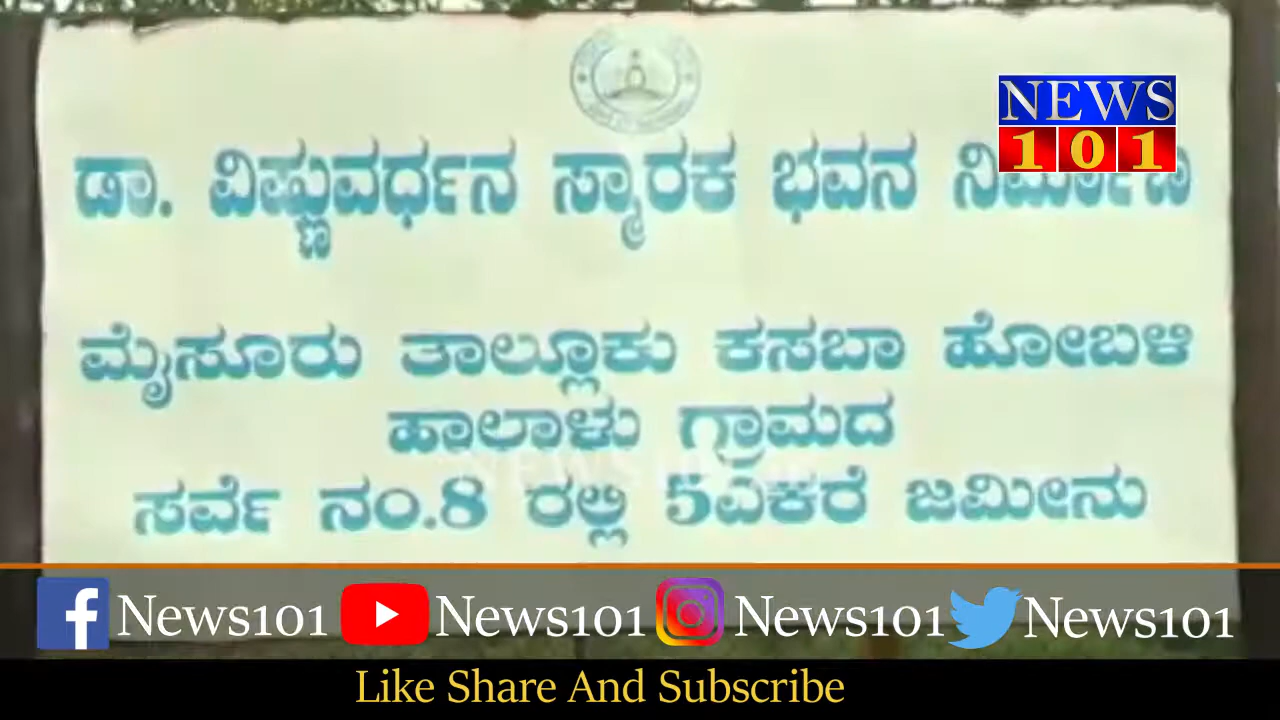 NEWS
101
ಡಾ. ವಿಷ್ಣುವರ್ಧನ ಸ್ಮಾರಕ ಭವನ
ಮೈಸೂರು ತಾಲ್ಲೂಕು ಕಸಬಾ ಹೋಬಳಿ
ಹಾಲಾಳು ಗ್ರಾಮದ
ಸರ್ವೆ ನಂ.8 ರಲ್ಲಿ 5ಎಕರೆ ಜಮೀನು
News101 News101 News101 News101
Like Share And Subscribe